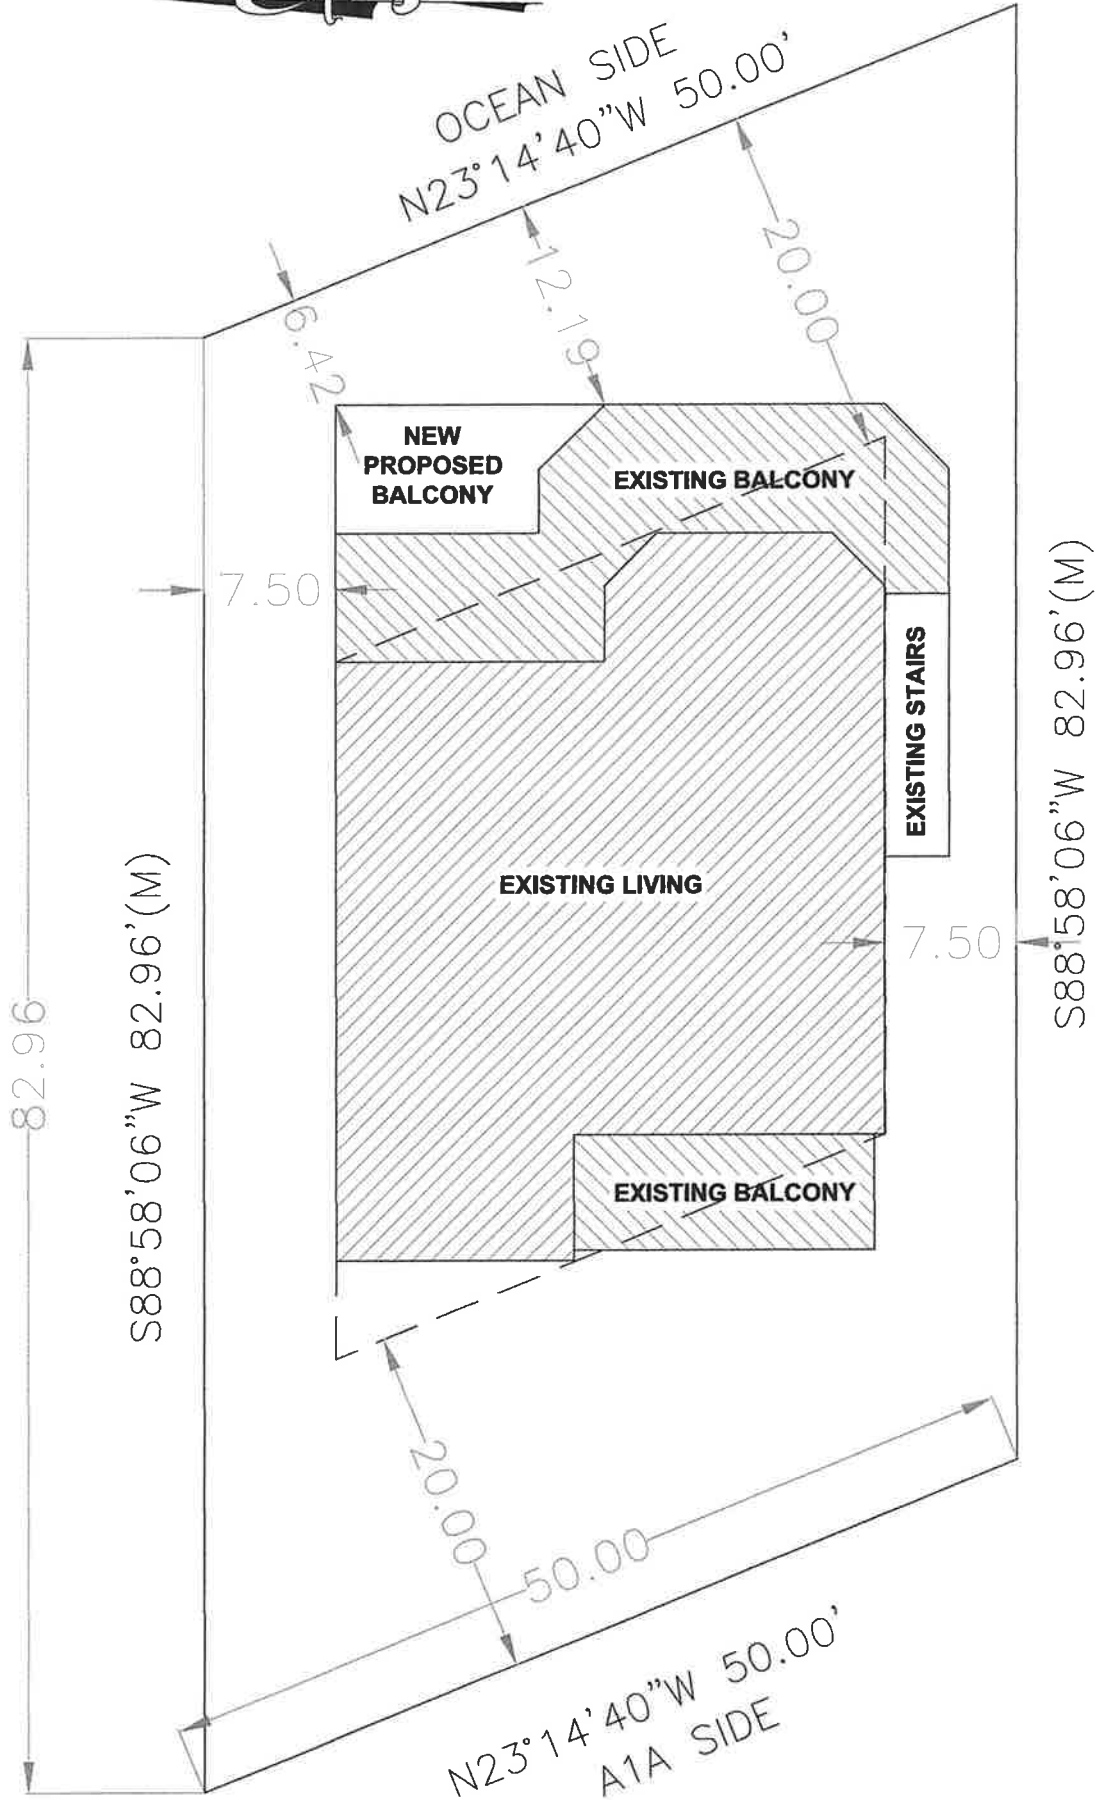 OCEAN SIDE
N23°14'40"W 50.00'
20.00
12.19
6.42
NEW
PROPOSED
BALCONY
EXISTING BALCONY
7.50
EXISTING STAIRS
S88°58'06"W 82.96'(M)
EXISTING LIVING
7.50
S88°58'06"W 82.96'(M)
82.96
EXISTING BALCONY
20.00
50.00
N23°14'40"W 50.00'
A1A SIDE